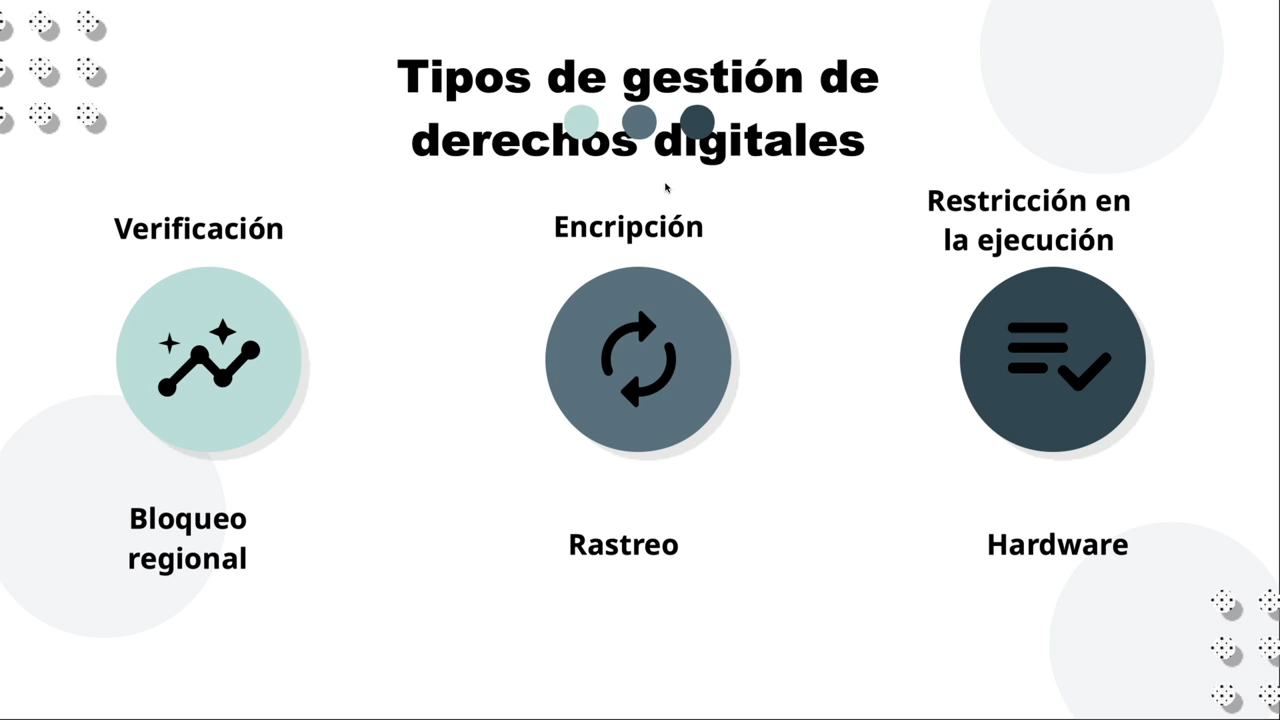 Tipos de gestión de
derechos digitales
Verificación
Encripción
Restricción en
la ejecución
Bloqueo
regional
Rastreo
Hardware